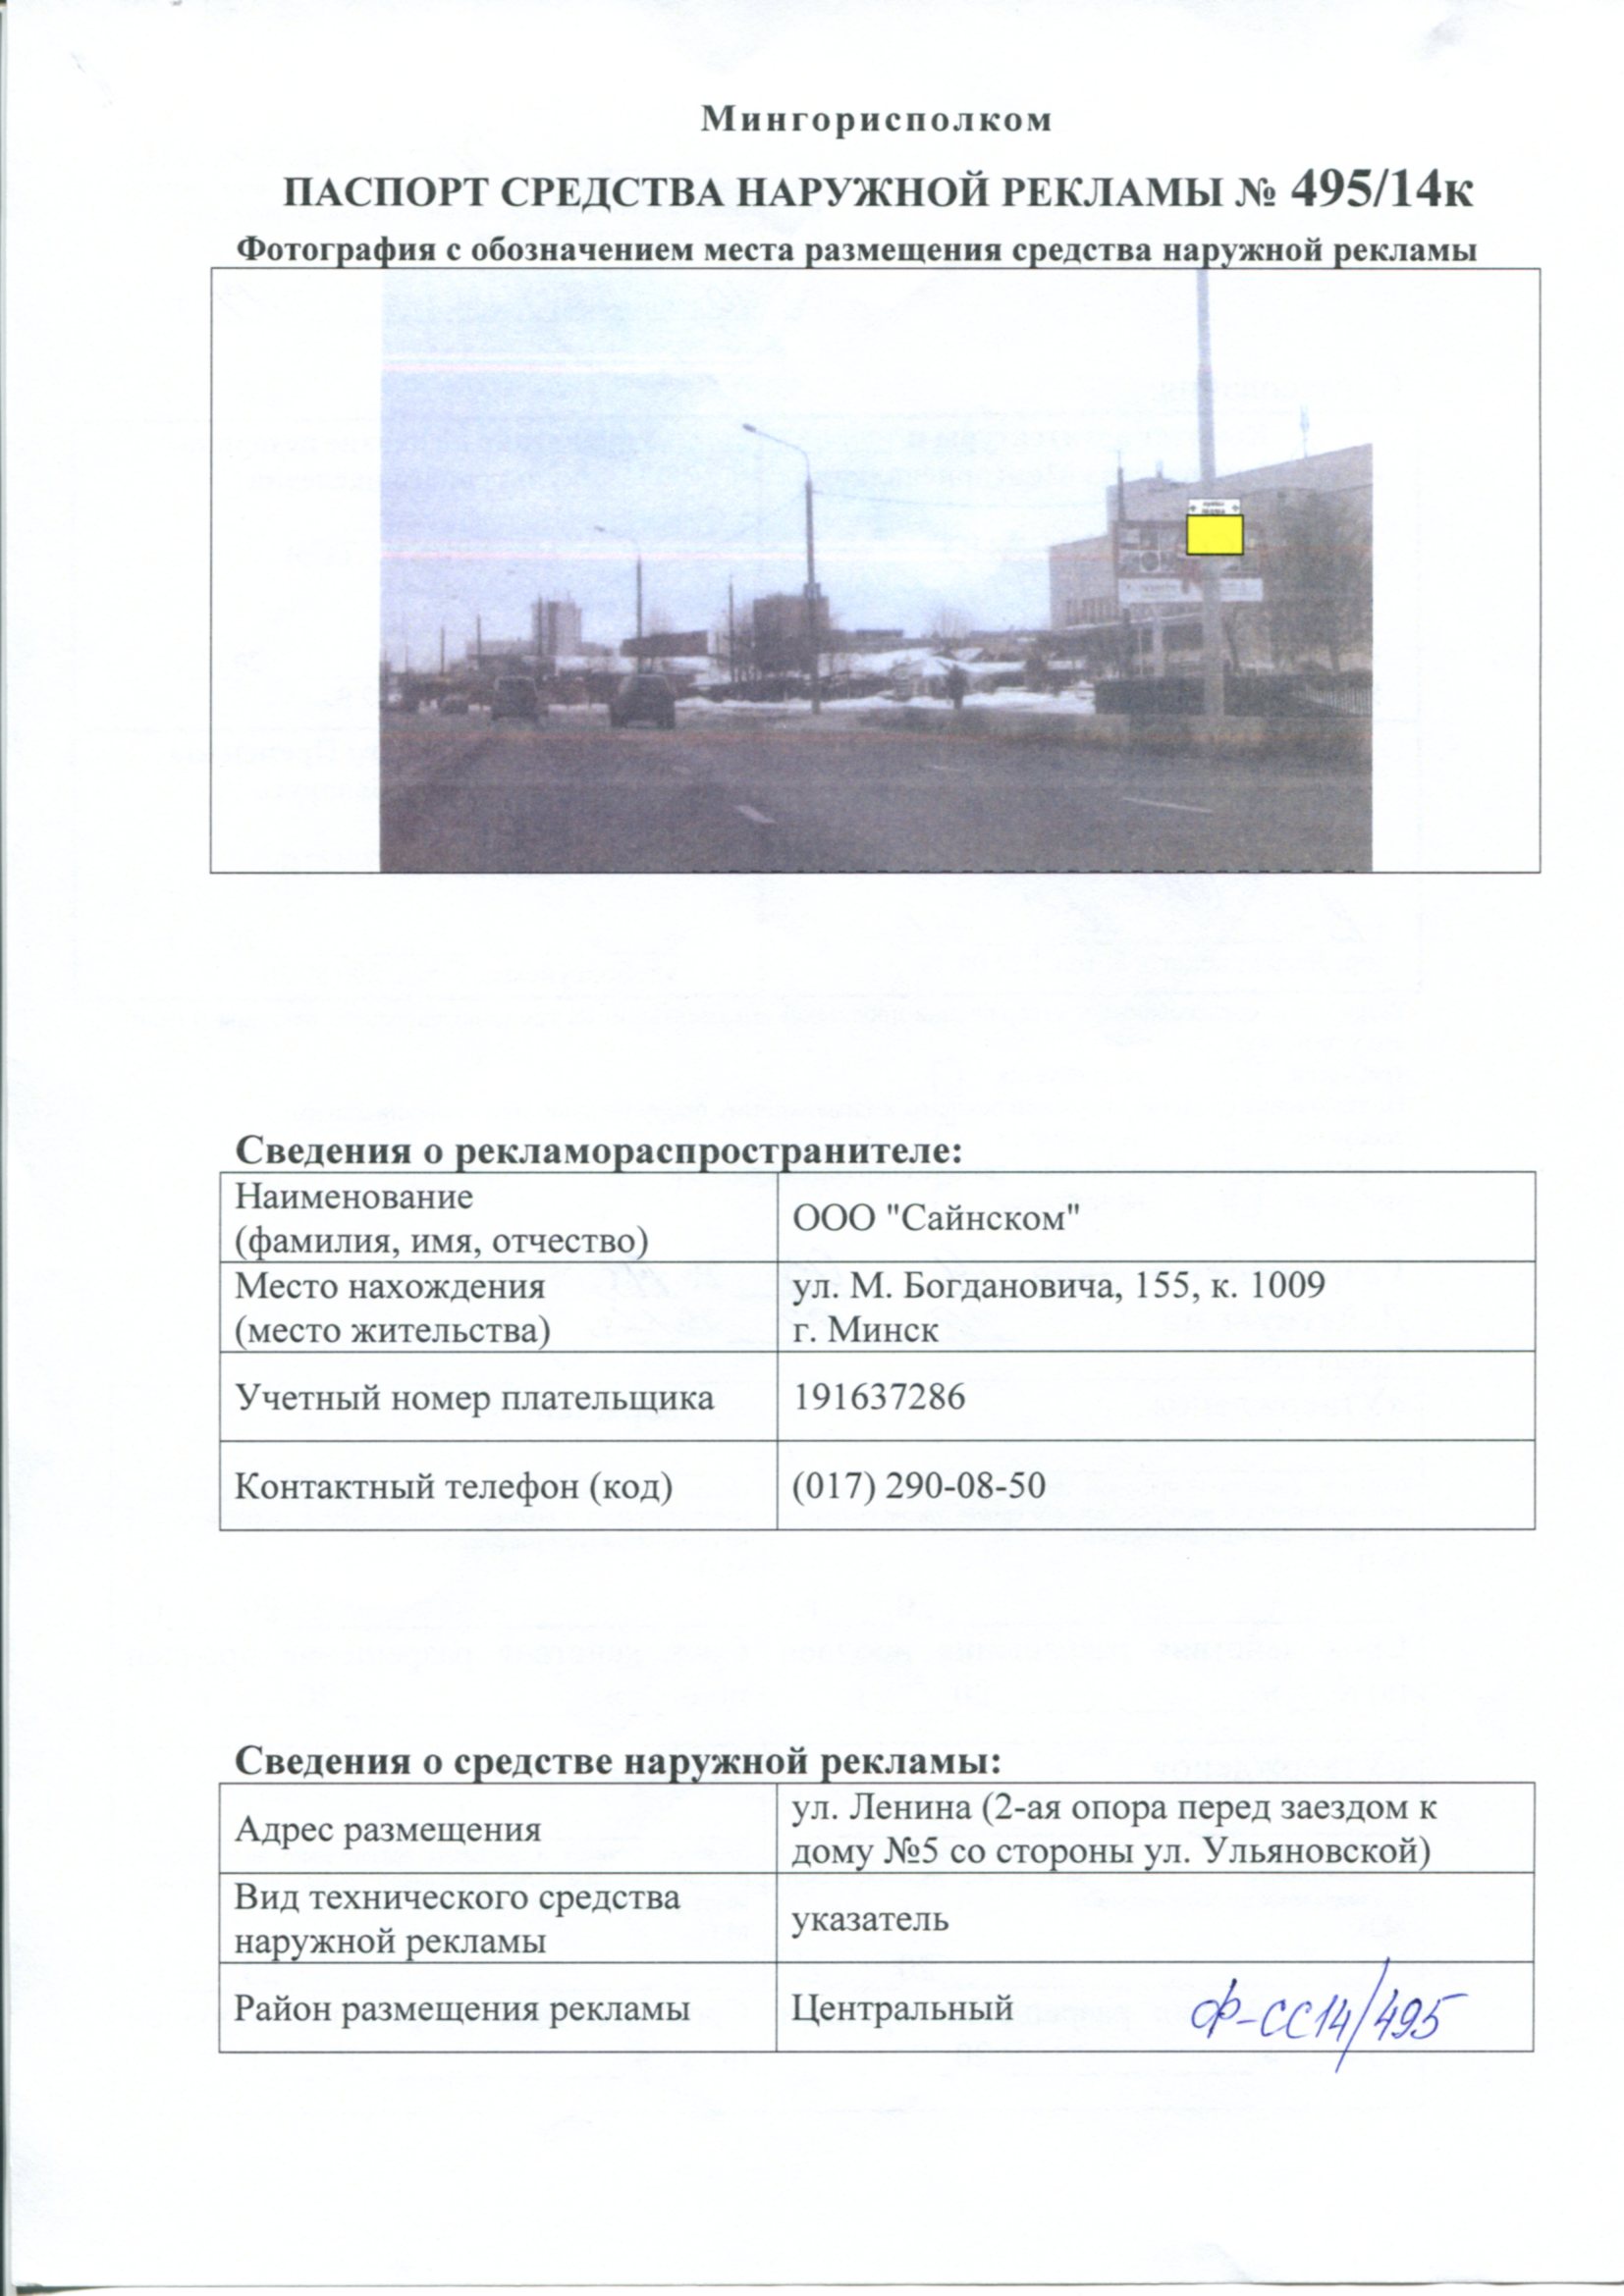 Мингорисполком
ПАСПОРТ СРЕДСТВА НАРУЖНОЙ РЕКЛАМЫ № 495/14к
Фотография с обозначением места размещения средства наружной рекламы
Сведения о рекламораспространителе:
Наименование
(фамилия, имя, отчество)
ООО "Сайнском"
Место нахождения
(место жительства)
ул. М. Богдановича, 155, к. 1009
г. Минск
Учетный номер плательщика
191637286
Контактный телефон (код)
(017) 290-08-50
Сведения о средстве наружной рекламы:
Адрес размещения
ул. Ленина (2-ая опора перед заездом к
дому №5 со стороны ул. Ульяновской)
Вид технического средства
наружной рекламы
указатель
Район размещения рекламы
Центральный
Ф-СС14/495